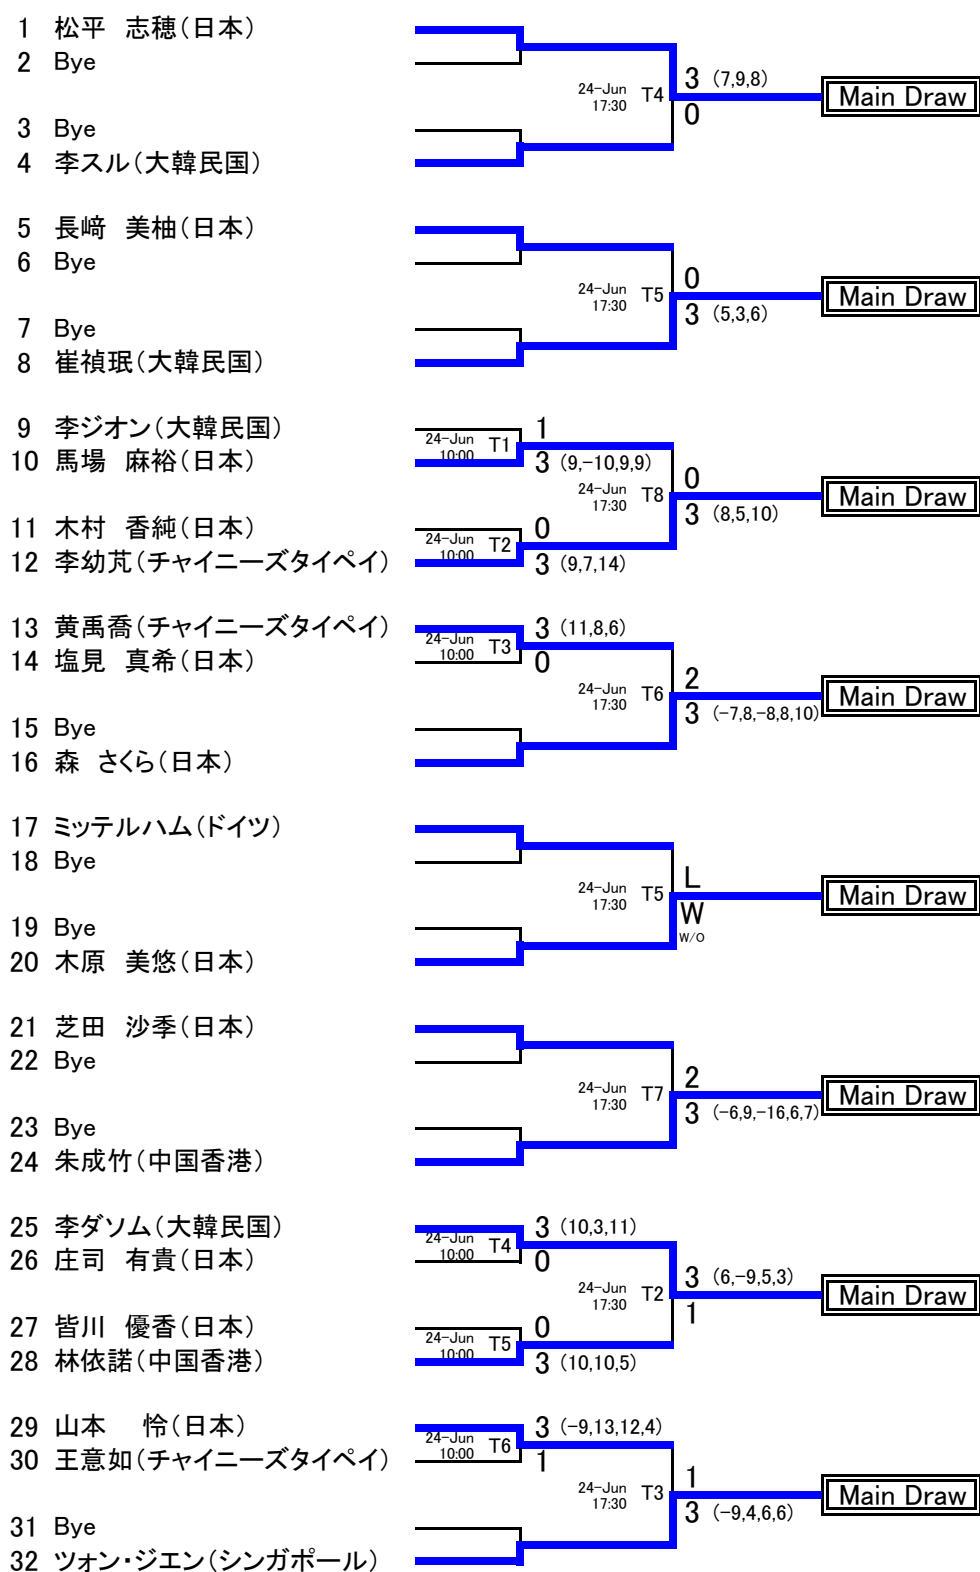 1 松平 志穂(日本)
2 Bye
24-Jun 17:30 T4
3 (7,9,8)
0
Main Draw
3 Bye
4 李スル(大韓民国)
5 長﨑 美柚(日本)
6 Bye
24-Jun 17:30 T5
0
3 (5,3,6)
Main Draw
7 Bye
8 崔禎珉(大韓民国)
9 李ジオン(大韓民国)
10 馬場 麻裕(日本)
24-Jun 10:00 T1
1
3 (9,-10,9,9)
24-Jun 17:30 T8
0
3 (8,5,10)
Main Draw
11 木村 香純(日本)
12 李幼芃(チャイニーズタイペイ)
24-Jun 10:00 T2
0
3 (9,7,14)
13 黄禹喬(チャイニーズタイペイ)
14 塩見 真希(日本)
24-Jun 10:00 T3
3 (11,8,6)
0
24-Jun 17:30 T6
2
3 (-7,8,-8,8,10)
Main Draw
15 Bye
16 森 さくら(日本)
17 ミッテルハム(ドイツ)
18 Bye
24-Jun 17:30 T5
L
W
W/O
Main Draw
19 Bye
20 木原 美悠(日本)
21 芝田 沙季(日本)
22 Bye
24-Jun 17:30 T7
2
3 (-6,9,-16,6,7)
Main Draw
23 Bye
24 朱成竹(中国香港)
25 李ダソム(大韓民国)
26 庄司 有貴(日本)
24-Jun 10:00 T4
3 (10,3,11)
0
24-Jun 17:30 T2
3 (6,-9,5,3)
1
Main Draw
27 皆川 優香(日本)
28 林依諾(中国香港)
24-Jun 10:00 T5
0
3 (10,10,5)
29 山本 怜(日本)
30 王意如(チャイニーズタイペイ)
24-Jun 10:00 T6
3 (-9,13,12,4)
1
24-Jun 17:30 T3
1
3 (-9,4,6,6)
Main Draw
31 Bye
32 ツォン・ジエン(シンガポール)